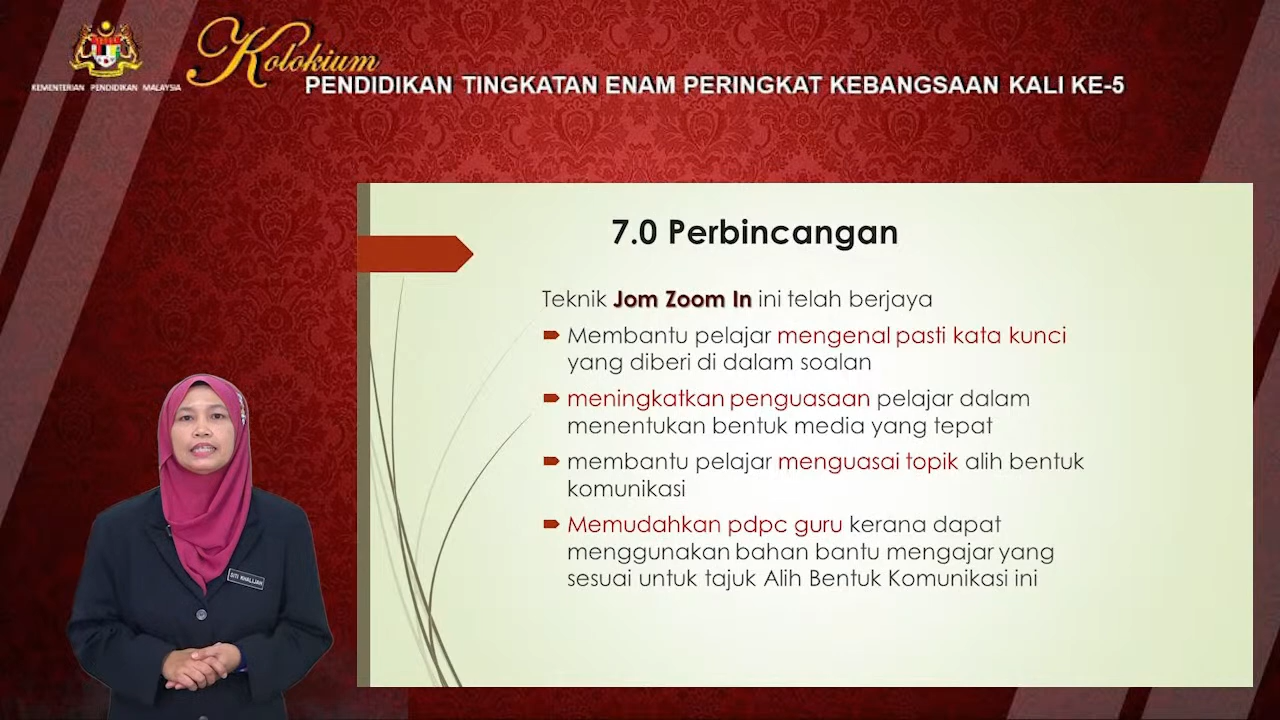 KEMENTERIAN PENDIDIKAN MALAYSIA
Kolokium
PENDIDIKAN TINGKATAN ENAM PERINGKAT KEBANGSAAN KALI KE-5
7.0 Perbincangan
Teknik Jom Zoom In ini telah berjaya
Membantu pelajar mengenal pasti kata kunci
yang diberi di dalam soalan
meningkatkan penguasaan pelajar dalam
menentukan bentuk media yang tepat
membantu pelajar menguasai topik alih bentuk
komunikasi
Memudahkan pdpc guru kerana dapat
menggunakan bahan bantu mengajar yang
sesuai untuk tajuk Alih Bentuk Komunikasi ini
SITI KHALIJAH